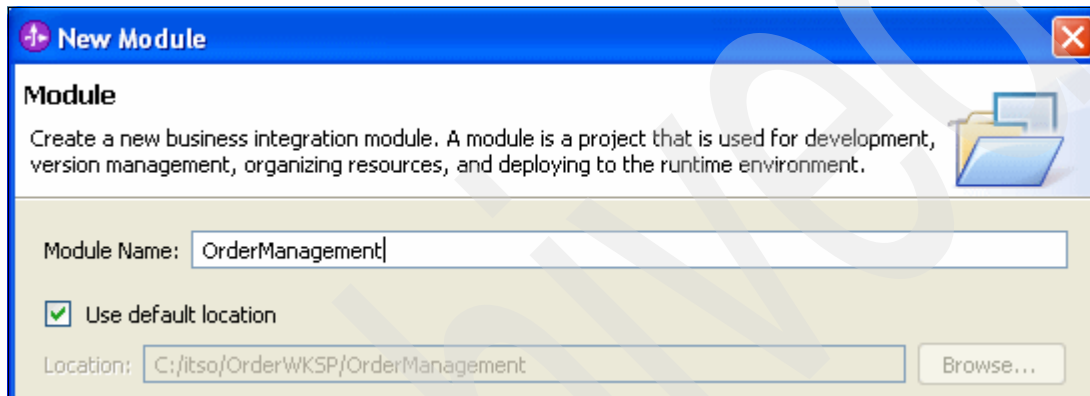 New Module
Module
Create a new business integration module. A module is a project that is used for development,
version management, organizing resources, and deploying to the runtime environment.
Module Name: OrderManagement
Use default location
Location: C:/itso/OrderWKSP/OrderManagement Browse...